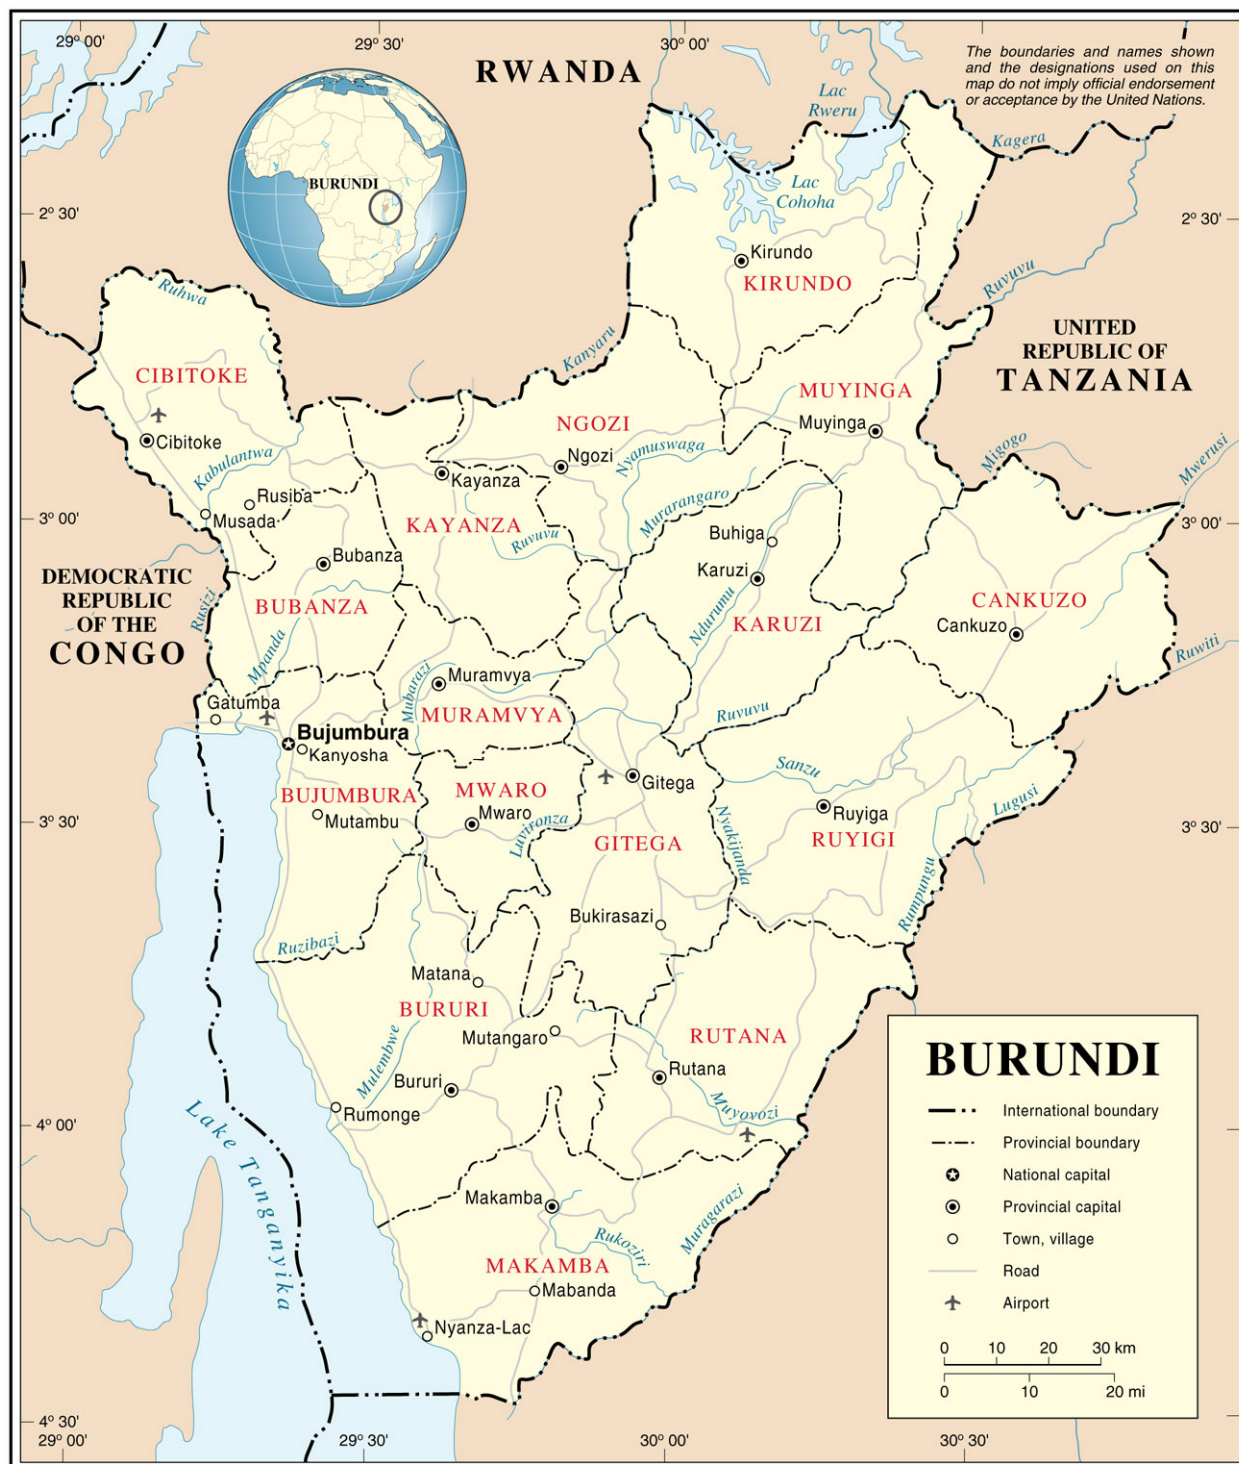 29° 00'
29° 30'
30° 00'
RWANDA
The boundaries and names shown
and the designations used on this
map do not imply official endorsement
or acceptance by the United Nations.
Lac
Rweru
Kagera
BURUNDI
Lac
Cohoha
2° 30'
2° 30'
Kirundo
KIRUNDO
Ruvuvu
Ruhwa
Kanyaru
UNITED
REPUBLIC OF
TANZANIA
CIBITOKE
MUYINGA
NGOZI
Muyinga
Cibitoke
Nyamuswaga
Migogo
Mwerusi
Kabulantwa
Ngozi
Kayanza
Rusiba
Murarangaro
Musada
3° 00'
3° 00'
KAYANZA
Ruvuvu
Buhiga
Bubanza
Karuzi
DEMOCRATIC
REPUBLIC
OF THE
CONGO
Rusizi
BUBANZA
Ndurumu
KARUZI
CANKUZO
Cankuzo
Mpanda
Ruwiti
Mubarazi
Muramvya
Gatumba
MURAMVYA
Ruvuvu
Bujumbura
Kanyosha
Sanzu
Gitega
BUJUMBURA
MWARO
Lugusi
Mutambu
Mwaro
Luvironza
Nyakijanda
Ruyiga
3° 30'
3° 30'
GITEGA
RUYIGI
Rumpungu
Bukirasazi
Ruzibazi
Matana
BURURI
Mutangaro
RUTANA
Mulembwe
Bururi
Rutana
Rumonge
Muyovozi
4° 00'
Lake Tanganyika
Makamba
Muragarazi
Rukoziri
MAKAMBA
Mabanda
Nyanza-Lac
BURUNDI
International boundary
Provincial boundary
National capital
Provincial capital
Town, village
Road
Airport
0 10 20 30 km
0 10 20 mi
4° 30'
29° 00'
29° 30'
30° 00'
30° 30'